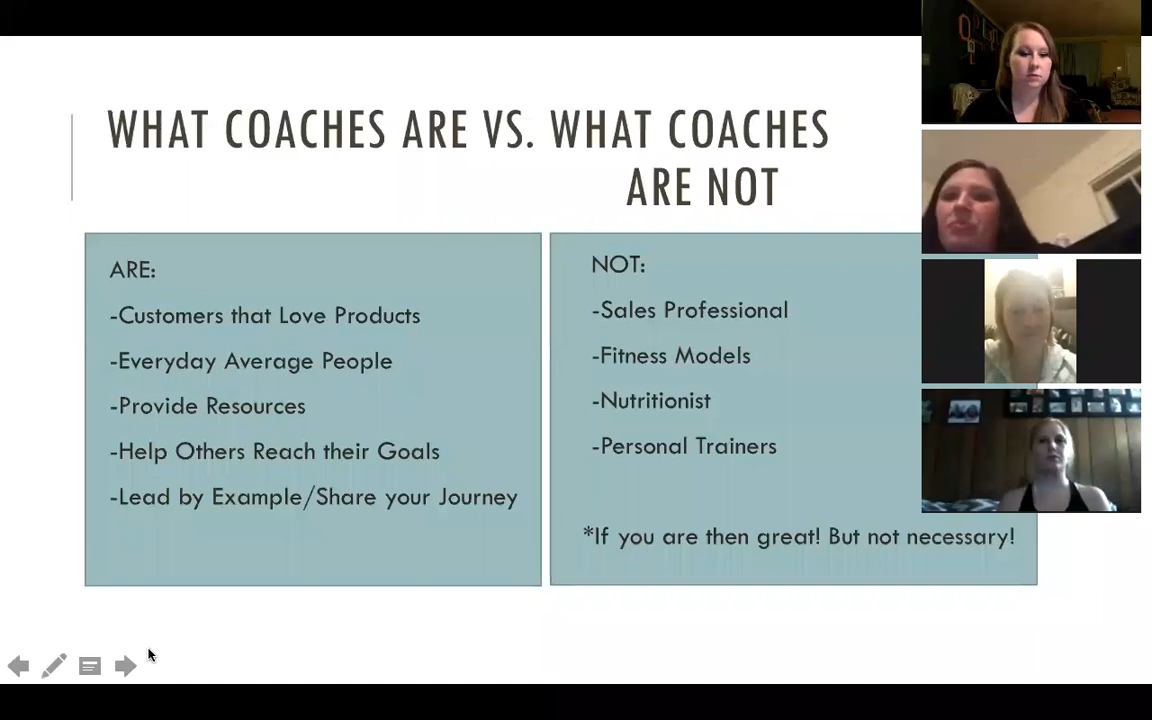 WHAT COACHES ARE VS. WHAT COACHES
ARE NOT
ARE:
-Customers that Love Products
-Everyday Average People
-Provide Resources
-Help Others Reach their Goals
-Lead by Example/Share your Journey
NOT:
-Sales Professional
-Fitness Models
-Nutritionist
-Personal Trainers
*If you are then great! But not necessary!